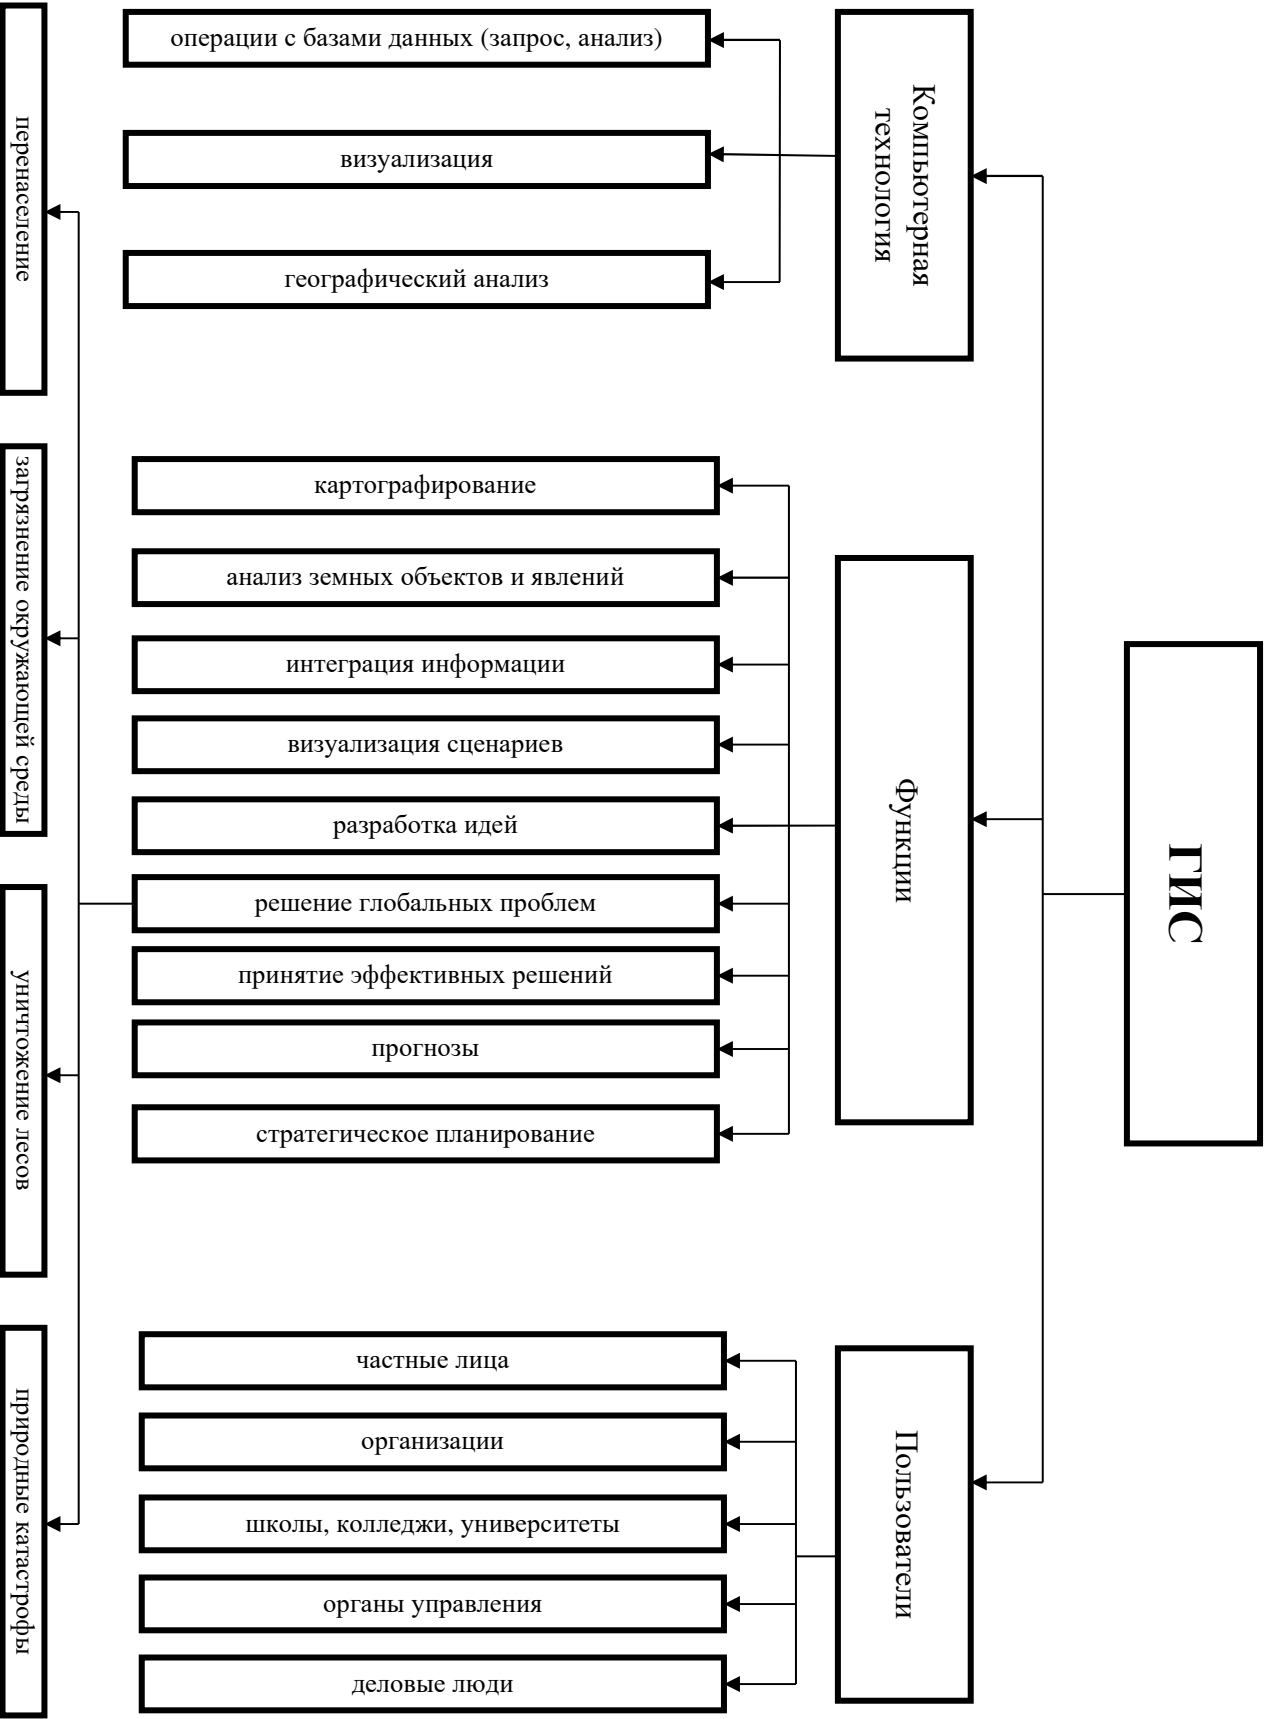 ГИС
Компьютерная
технология
операции с базами данных (запрос, анализ)
визуализация
географический анализ
Функции
картографирование
анализ земных объектов и явлений
интеграция информации
визуализация сценариев
разработка идей
решение глобальных проблем
принятие эффективных решений
прогнозы
стратегическое планирование
Пользователи
частные лица
организации
школы, колледжи, университеты
органы управления
деловые люди
перенаселение
загрязнение окружающей среды
уничтожение лесов
природные катастрофы